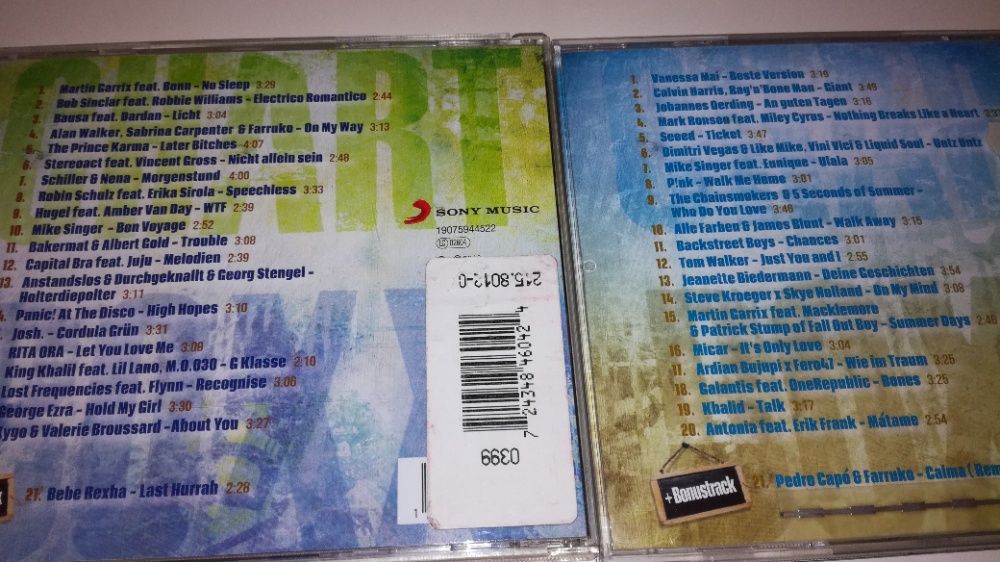 CHART
1. Martin Garrix feat. Bonn - No Sleep 3:29
2. Bob Sinclar feat. Robbie Williams - Electrico Romantico 2:44
3. Bausa feat. Dardan - Licht 3:04
4. Alan Walker, Sabrina Carpenter & Farruko - On My Way 3:13
5. The Prince Karma - Later Bitches 4:07
6. Stereoact feat. Vincent Gross - Nicht allein sein 2:48
7. Schiller & Nena - Morgenstund 4:00
8. Robin Schulz feat. Erika Sirola - Speechless 3:33
9. Hugel feat. Amber Van Day - WTF 2:39
10. Mike Singer - Bon Voyage 2:52
11. Bakermat & Albert Gold - Trouble 3:08
12. Capital Bra feat. Juju - Melodien 2:39
13. Anstandslos & Durchgeknallt & Georg Stengel -
Holterdiepolter 3:11
Panic! At The Disco - High Hopes 3:10
Josh. - Cordula Grün 3:31
RITA ORA - Let You Love Me 3:08
King Khalil feat. Lil Lano, M.O.030 - G Klasse 2:16
Lost Frequencies feat. Flynn - Recognise 3:06
George Ezra - Hold My Girl 3:30
Kygo & Valerie Broussard - About You 3:27
21. Bebe Rexha - Last Hurrah 2:28
SONY MUSIC
19075944522
215.8012-0
7 24348 46042 4
0399
1. Vanessa Mai - Beste Version 3:19
2. Calvin Harris, Rag'n'Bone Man - Giant 3:49
3. Johannes Oerding - An guten Tagen 3:16
4. Mark Ronson feat. Miley Cyrus - Nothing Breaks Like a Heart
5. Seeed - Ticket 3:47
6. Dimitri Vegas & Like Mike, Vini Vici & Liquid Soul - Untz Untz
7. Mike Singer feat. Eunique - Ulala 3:05
8. P!nk - Walk Me Home 3:01
9. The Chainsmokers & 5 Seconds of Summer -
Who Do You Love 3:46
10. Alle Farben & James Blunt - Walk Away 3:15
11. Backstreet Boys - Chances 3:01
12. Tom Walker - Just You and I 2:55
13. Jeanette Biedermann - Deine Geschichten 3:54
14. Steve Kroeger x Skye Holland - On My Mind 3:08
15. Martin Garrix feat. Macklemore
& Patrick Stump of Fall Out Boy - Summer Days 2:46
16. Micar - It's Only Love 3:04
17. Ardian Bujupi x Fero47 - Wie im Traum 3:26
18. Galantis feat. OneRepublic - Bones 3:25
19. Khalid - Talk 3:17
20. Antonia feat. Erik Frank - Mátame 2:54
+ Bonustrack
21. Pedro Capó & Farruko - Calma